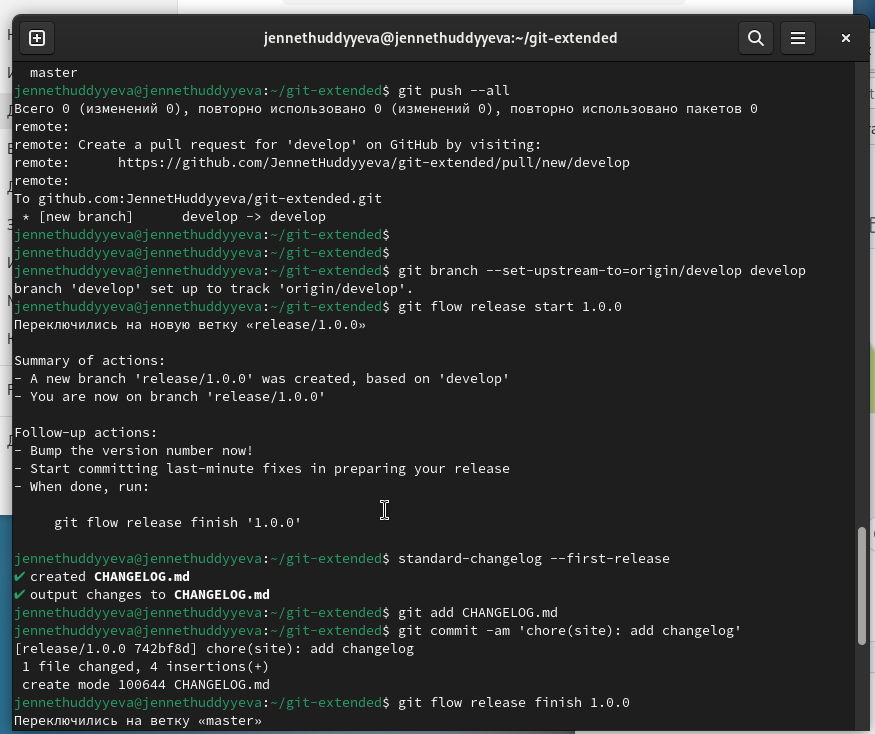 jennethuddyyeva@jennethuddyyeva:~/git-extended
master
jennethuddyyeva@jennethuddyyeva:~/git-extended$ git push --all
Всего 0 (изменений 0), повторно использовано 0 (изменений 0), повторно использовано пакетов 0
remote:
remote: Create a pull request for 'develop' on GitHub by visiting:
remote:      https://github.com/JennetHuddyyeva/git-extended/pull/new/develop
remote:
To github.com:JennetHuddyyeva/git-extended.git
 * [new branch]      develop -> develop
jennethuddyyeva@jennethuddyyeva:~/git-extended$
jennethuddyyeva@jennethuddyyeva:~/git-extended$
jennethuddyyeva@jennethuddyyeva:~/git-extended$ git branch --set-upstream-to=origin/develop develop
branch 'develop' set up to track 'origin/develop'.
jennethuddyyeva@jennethuddyyeva:~/git-extended$ git flow release start 1.0.0
Переключились на новую ветку «release/1.0.0»
Summary of actions:
- A new branch 'release/1.0.0' was created, based on 'develop'
- You are now on branch 'release/1.0.0'
Follow-up actions:
- Bump the version number now!
- Start committing last-minute fixes in preparing your release
- When done, run:
     git flow release finish '1.0.0'
jennethuddyyeva@jennethuddyyeva:~/git-extended$ standard-changelog --first-release
✔ created CHANGELOG.md
✔ output changes to CHANGELOG.md
jennethuddyyeva@jennethuddyyeva:~/git-extended$ git add CHANGELOG.md
jennethuddyyeva@jennethuddyyeva:~/git-extended$ git commit -am 'chore(site): add changelog'
[release/1.0.0 742bf8d] chore(site): add changelog
 1 file changed, 4 insertions(+)
 create mode 100644 CHANGELOG.md
jennethuddyyeva@jennethuddyyeva:~/git-extended$ git flow release finish 1.0.0
Переключились на ветку «master»